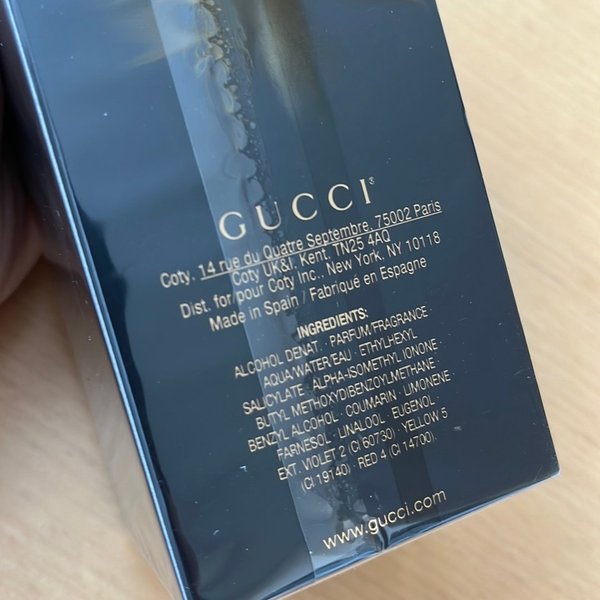 GUCCI®
Coty, 14 rue du Quatre Septembre, 75002 Paris
Coty UK&I Kent, TN25 4AQ
Dist. for/pour Coty Inc., New York, NY 10118
Made in Spain / Fabriqué en Espagne
INGREDIENTS:
ALCOHOL DENAT · PARFUM/FRAGRANCE ·
AQUA/WATER/EAU · ETHYLHEXYL
SALICYLATE · ALPHA-ISOMETHYL IONONE ·
BUTYL METHOXYDIBENZOYLMETHANE ·
BENZYL ALCOHOL · COUMARIN · LIMONENE ·
FARNESOL · LINALOOL · EUGENOL ·
EXT. VIOLET 2 (CI 60730) · YELLOW 5
(CI 19140) · RED 4 (CI 14700).
www.gucci.com